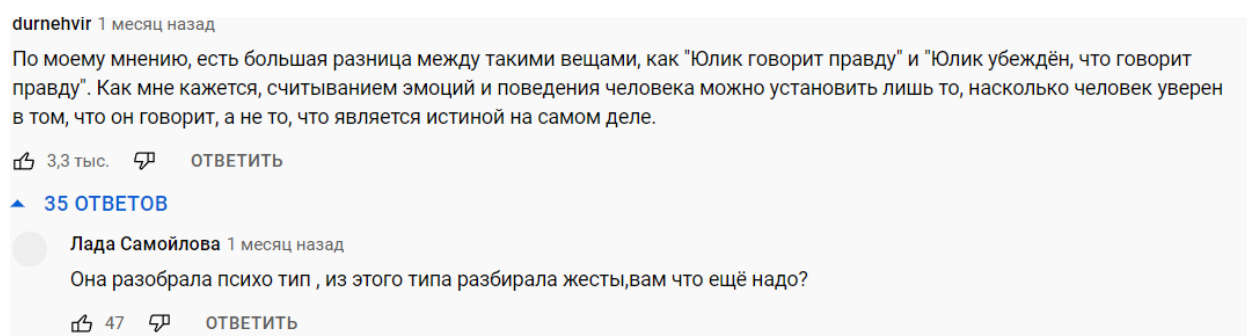 durnehvir 1 месяц назад
По моему мнению, есть большая разница между такими вещами, как "Юлик говорит правду" и "Юлик убеждён, что говорит
правду". Как мне кажется, считыванием эмоций и поведения человека можно установить лишь то, насколько человек уверен
в том, что он говорит, а не то, что является истиной на самом деле.
3,3 тыс. ОТВЕТИТЬ
35 ОТВЕТОВ
Лада Самойлова 1 месяц назад
Она разобрала психо тип , из этого типа разбирала жесты,вам что ещё надо?
47 ОТВЕТИТЬ